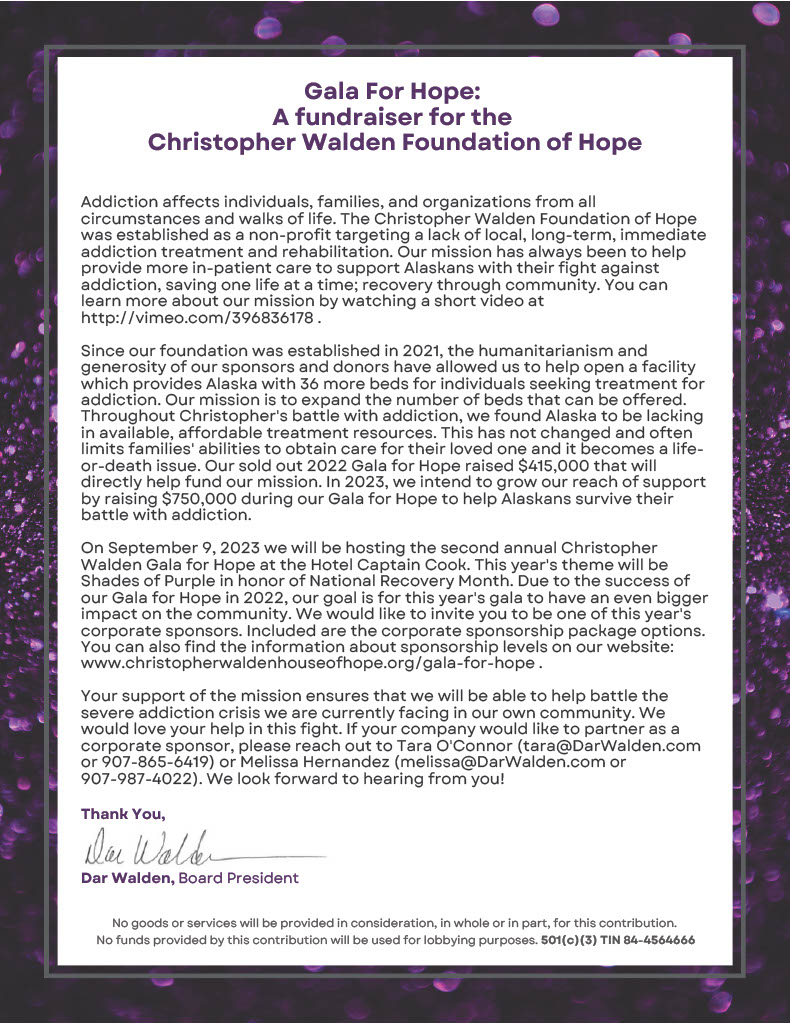 Gala For Hope:
A fundraiser for the
Christopher Walden Foundation of Hope
Addiction affects individuals, families, and organizations from all
circumstances and walks of life. The Christopher Walden Foundation of Hope
was established as a non-profit targeting a lack of local, long-term, immediate
addiction treatment and rehabilitation. Our mission has always been to help
provide more in-patient care to support Alaskans with their fight against
addiction, saving one life at a time; recovery through community. You can
learn more about our mission by watching a short video at
http://vimeo.com/396836178 .
Since our foundation was established in 2021, the humanitarianism and
generosity of our sponsors and donors have allowed us to help open a facility
which provides Alaska with 36 more beds for individuals seeking treatment for
addiction. Our mission is to expand the number of beds that can be offered.
Throughout Christopher's battle with addiction, we found Alaska to be lacking
in available, affordable treatment resources. This has not changed and often
limits families' abilities to obtain care for their loved one and it becomes a life-
or-death issue. Our sold out 2022 Gala for Hope raised $415,000 that will
directly help fund our mission. In 2023, we intend to grow our reach of support
by raising $750,000 during our Gala for Hope to help Alaskans survive their
battle with addiction.
On September 9, 2023 we will be hosting the second annual Christopher
Walden Gala for Hope at the Hotel Captain Cook. This year's theme will be
Shades of Purple in honor of National Recovery Month. Due to the success of
our Gala for Hope in 2022, our goal is for this year's gala to have an even bigger
impact on the community. We would like to invite you to be one of this year's
corporate sponsors. Included are the corporate sponsorship package options.
You can also find the information about sponsorship levels on our website:
www.christopherwaldenhouseofhope.org/gala-for-hope .
Your support of the mission ensures that we will be able to help battle the
severe addiction crisis we are currently facing in our own community. We
would love your help in this fight. If your company would like to partner as a
corporate sponsor, please reach out to Tara O'Connor (tara@DarWalden.com
or 907-865-6419) or Melissa Hernandez (melissa@DarWalden.com or
907-987-4022). We look forward to hearing from you!
Thank You,
Dar Walden
Dar Walden, Board President
No goods or services will be provided in consideration, in whole or in part, for this contribution.
No funds provided by this contribution will be used for lobbying purposes. 501(c)(3) TIN 84-4564666